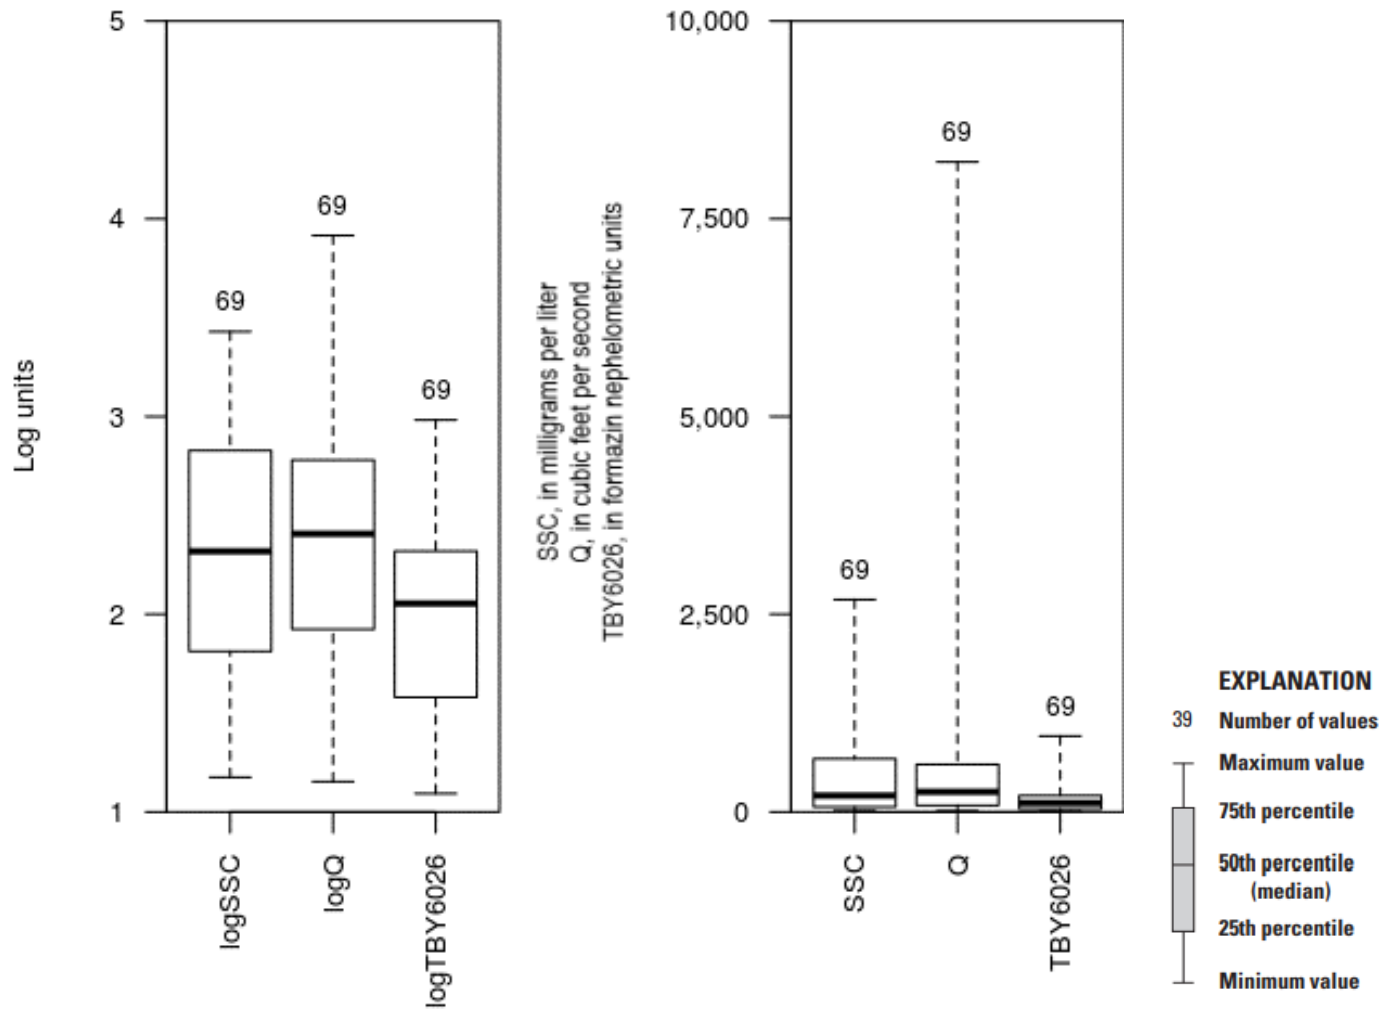 Log units
5
4
3
2
1
69
69
69
logSSC
logQ
logTBY6026
SSC, in milligrams per liter
Q, in cubic feet per second
TBY6026, in formazin nephelometric units
10,000
7,500
5,000
2,500
0
69
69
69
SSC
Q
TBY6026
EXPLANATION
39 Number of values
Maximum value
75th percentile
50th percentile
(median)
25th percentile
Minimum value